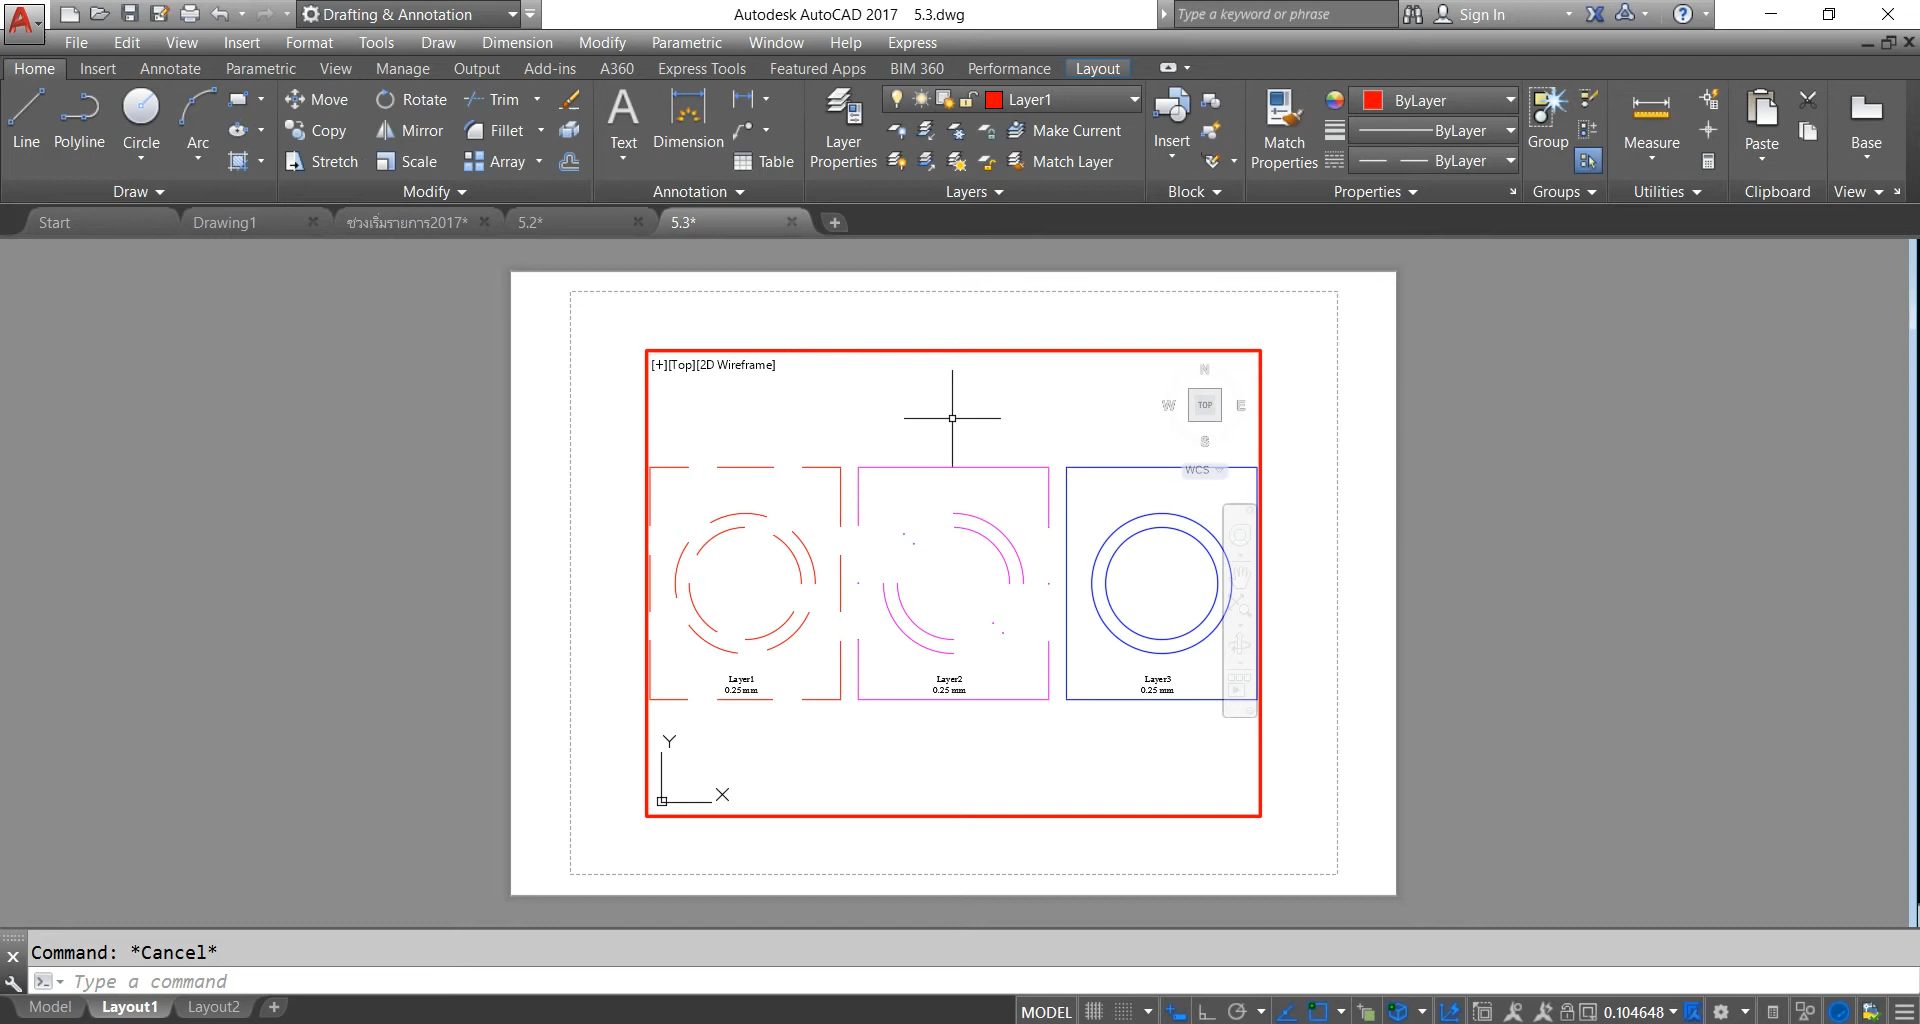 Drafting & Annotation
Autodesk AutoCAD 2017 5.3.dwg
Type a keyword or phrase
Sign In
File Edit View Insert Format Tools Draw Dimension Modify Parametric Window Help Express
Home Insert Annotate Parametric View Manage Output Add-ins A360 Express Tools Featured Apps BIM 360 Performance Layout
Line
Polyline
Circle
Arc
Draw
Move Rotate Trim
Copy Mirror Fillet
Stretch Scale Array
Modify
Text
Dimension
Table
Annotation
Layer
Properties
Layer1
Make Current
Match Layer
Layers
Insert
Block
Match
Properties
ByLayer
ByLayer
ByLayer
Properties
Group
Groups
Measure
Utilities
Paste
Clipboard
Base
View
Start Drawing1 ช่วงเริ่มรายการ2017* 5.2* 5.3*
[+][Top][2D Wireframe]
N
W TOP E
S
WCS
Layer1
0.25 mm
Layer2
0.25 mm
Layer3
0.25 mm
Y
X
Command: *Cancel*
Type a command
Model Layout1 Layout2
MODEL
0.104648